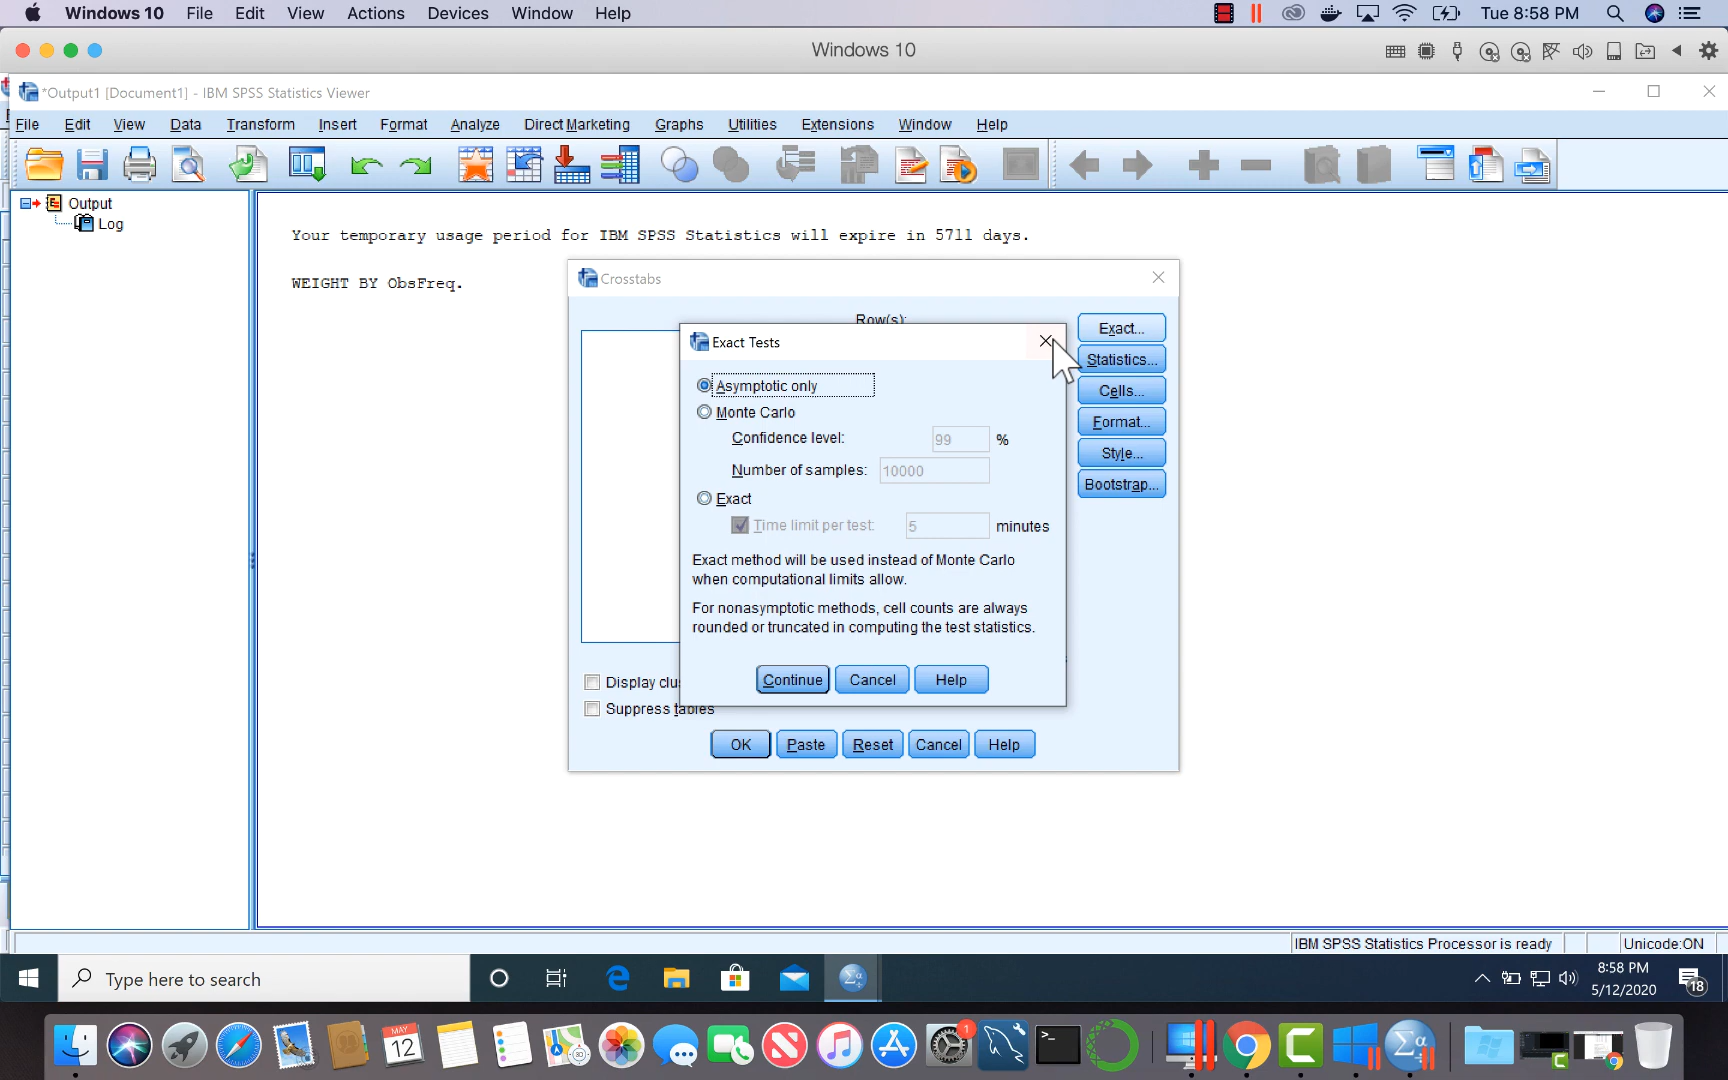 Windows 10 File Edit View Actions Devices Window Help Tue 8:58 PM
Windows 10
*Output1 [Document1] - IBM SPSS Statistics Viewer
File Edit View Data Transform Insert Format Analyze Direct Marketing Graphs Utilities Extensions Window Help
Output
Log
Your temporary usage period for IBM SPSS Statistics will expire in 5711 days.
WEIGHT BY ObsFreq.
Crosstabs
Row(s):
Exact...
Statistics...
Cells...
Format...
Style...
Bootstrap...
Exact Tests
Asymptotic only
Monte Carlo
Confidence level: 99 %
Number of samples: 10000
Exact
Time limit per test: 5 minutes
Exact method will be used instead of Monte Carlo
when computational limits allow.
For nonasymptotic methods, cell counts are always
rounded or truncated in computing the test statistics.
Continue Cancel Help
Display clu
Suppress tables
OK Paste Reset Cancel Help
IBM SPSS Statistics Processor is ready Unicode:ON
Type here to search
8:58 PM
5/12/2020
18
MAY
12
1